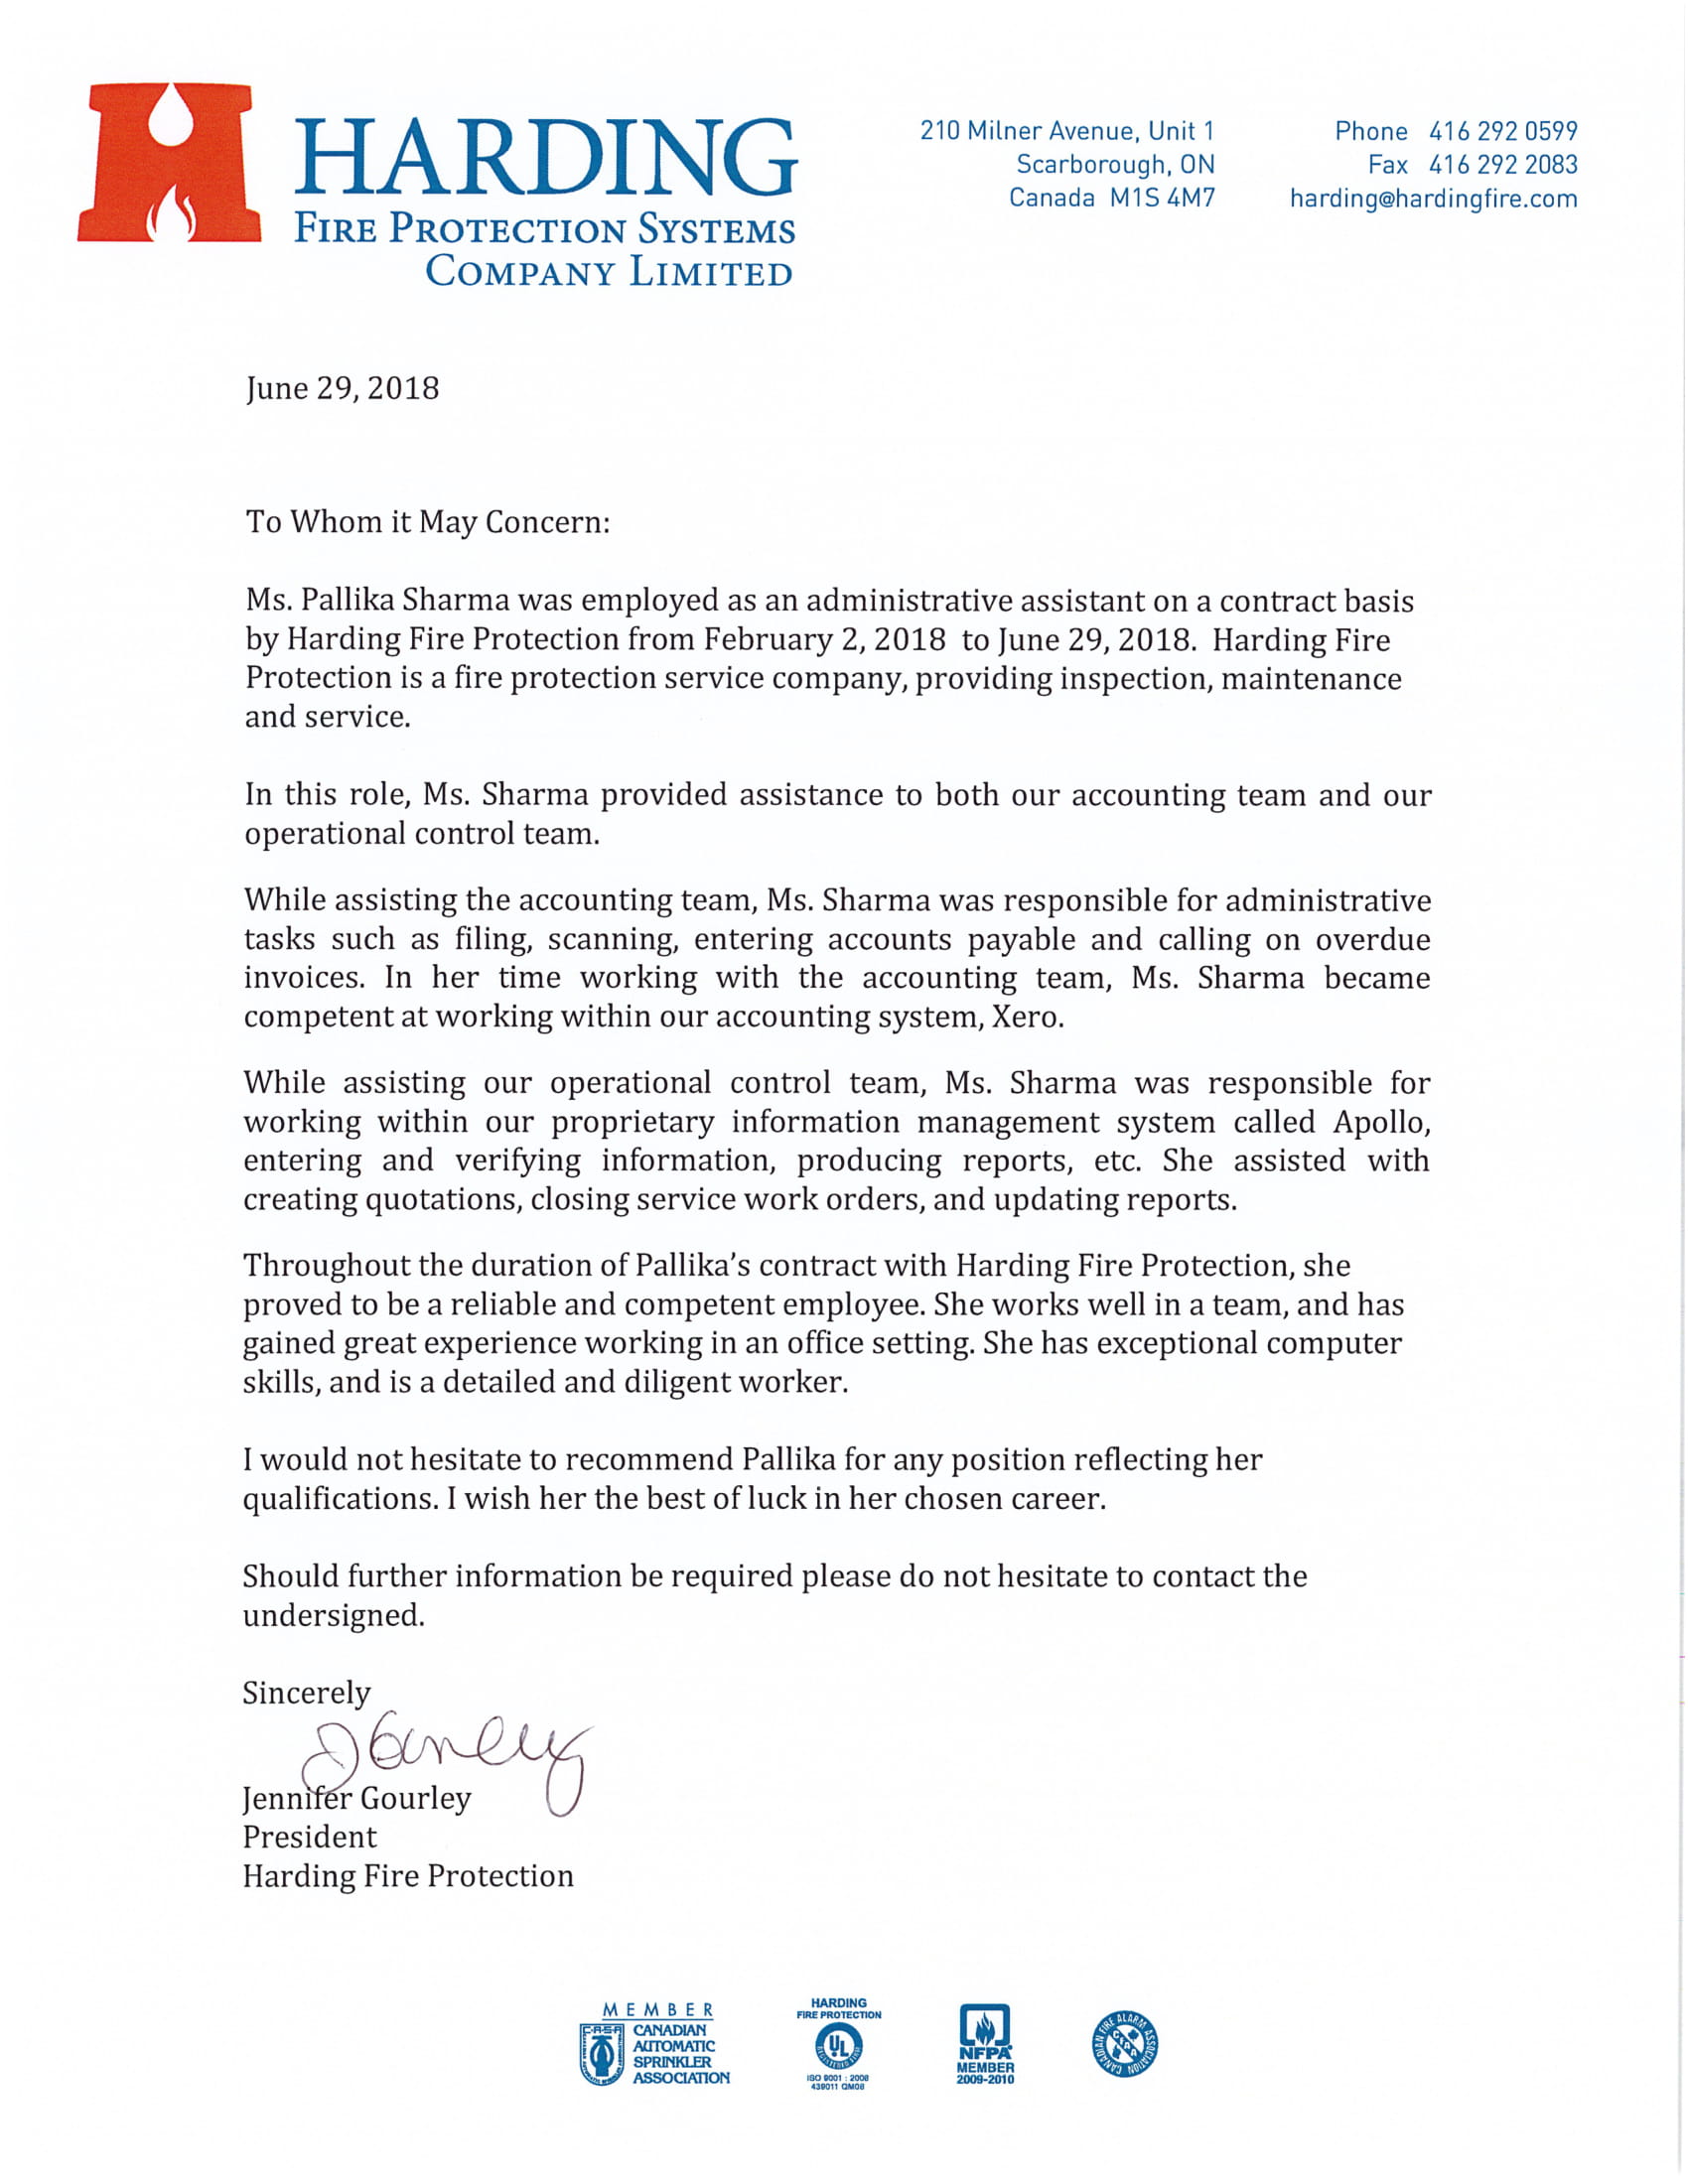 HARDING
FIRE PROTECTION SYSTEMS
COMPANY LIMITED
210 Milner Avenue, Unit 1
Scarborough, ON
Canada M1S 4M7
Phone 416 292 0599
Fax 416 292 2083
harding@hardingfire.com
June 29, 2018
To Whom it May Concern:
Ms. Pallika Sharma was employed as an administrative assistant on a contract basis
by Harding Fire Protection from February 2, 2018 to June 29, 2018. Harding Fire
Protection is a fire protection service company, providing inspection, maintenance
and service.
In this role, Ms. Sharma provided assistance to both our accounting team and our
operational control team.
While assisting the accounting team, Ms. Sharma was responsible for administrative
tasks such as filing, scanning, entering accounts payable and calling on overdue
invoices. In her time working with the accounting team, Ms. Sharma became
competent at working within our accounting system, Xero.
While assisting our operational control team, Ms. Sharma was responsible for
working within our proprietary information management system called Apollo,
entering and verifying information, producing reports, etc. She assisted with
creating quotations, closing service work orders, and updating reports.
Throughout the duration of Pallika’s contract with Harding Fire Protection, she
proved to be a reliable and competent employee. She works well in a team, and has
gained great experience working in an office setting. She has exceptional computer
skills, and is a detailed and diligent worker.
I would not hesitate to recommend Pallika for any position reflecting her
qualifications. I wish her the best of luck in her chosen career.
Should further information be required please do not hesitate to contact the
undersigned.
Sincerely
Jennifer Gourley
President
Harding Fire Protection
MEMBER
C-A-S-A
CANADIAN
AUTOMATIC
SPRINKLER
ASSOCIATION
HARDING
FIRE PROTECTION
UL
REGISTERED FIRM
ISO 9001 : 2008
439011 QM08
NFPA
MEMBER
2009-2010
CANADIAN FIRE ALARM ASSOCIATION
CFAA